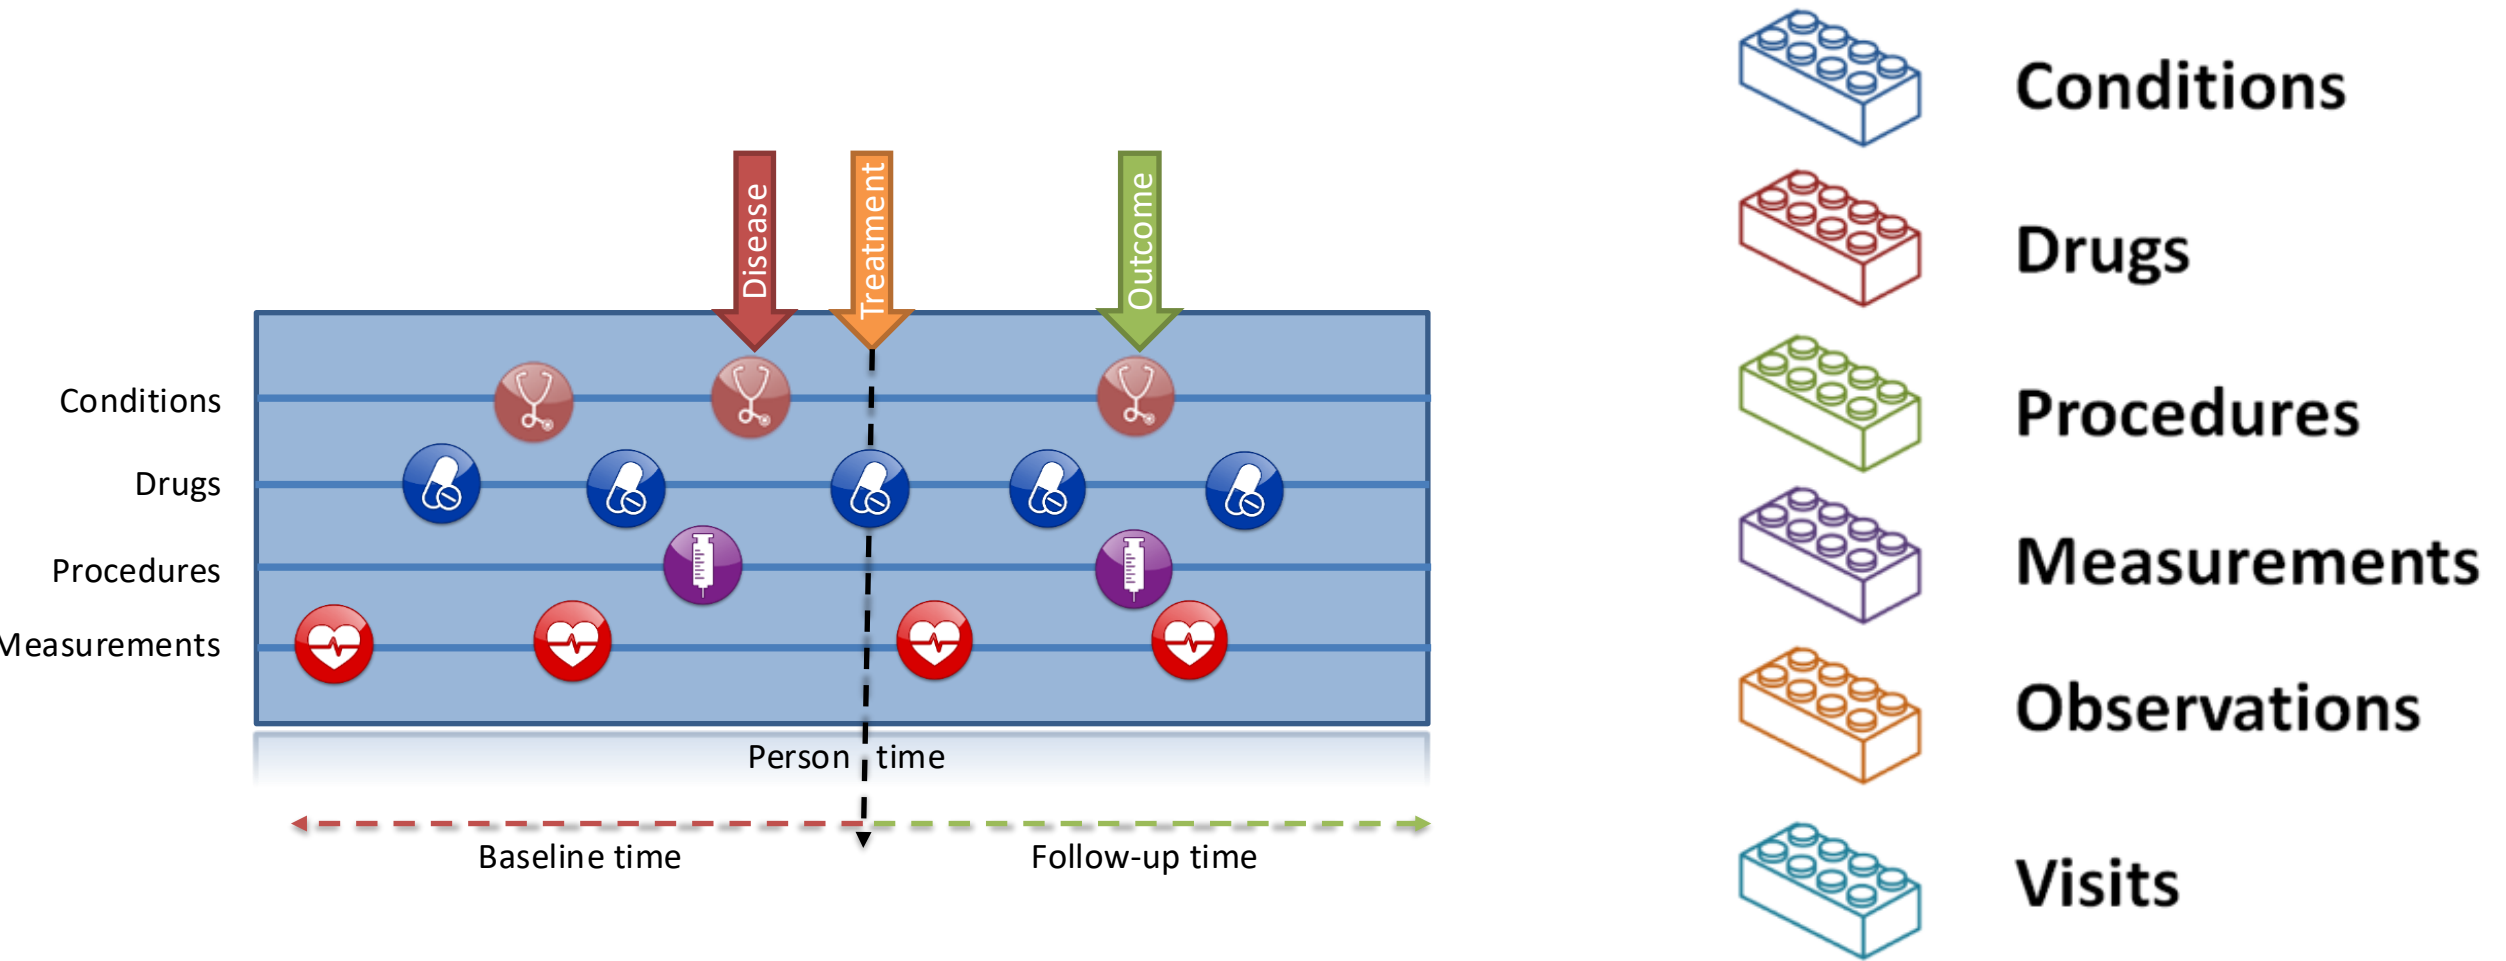 Disease
Treatment
Outcome
Conditions
Drugs
Procedures
Measurements
Person time
Baseline time
Follow-up time
Conditions
Drugs
Procedures
Measurements
Observations
Visits